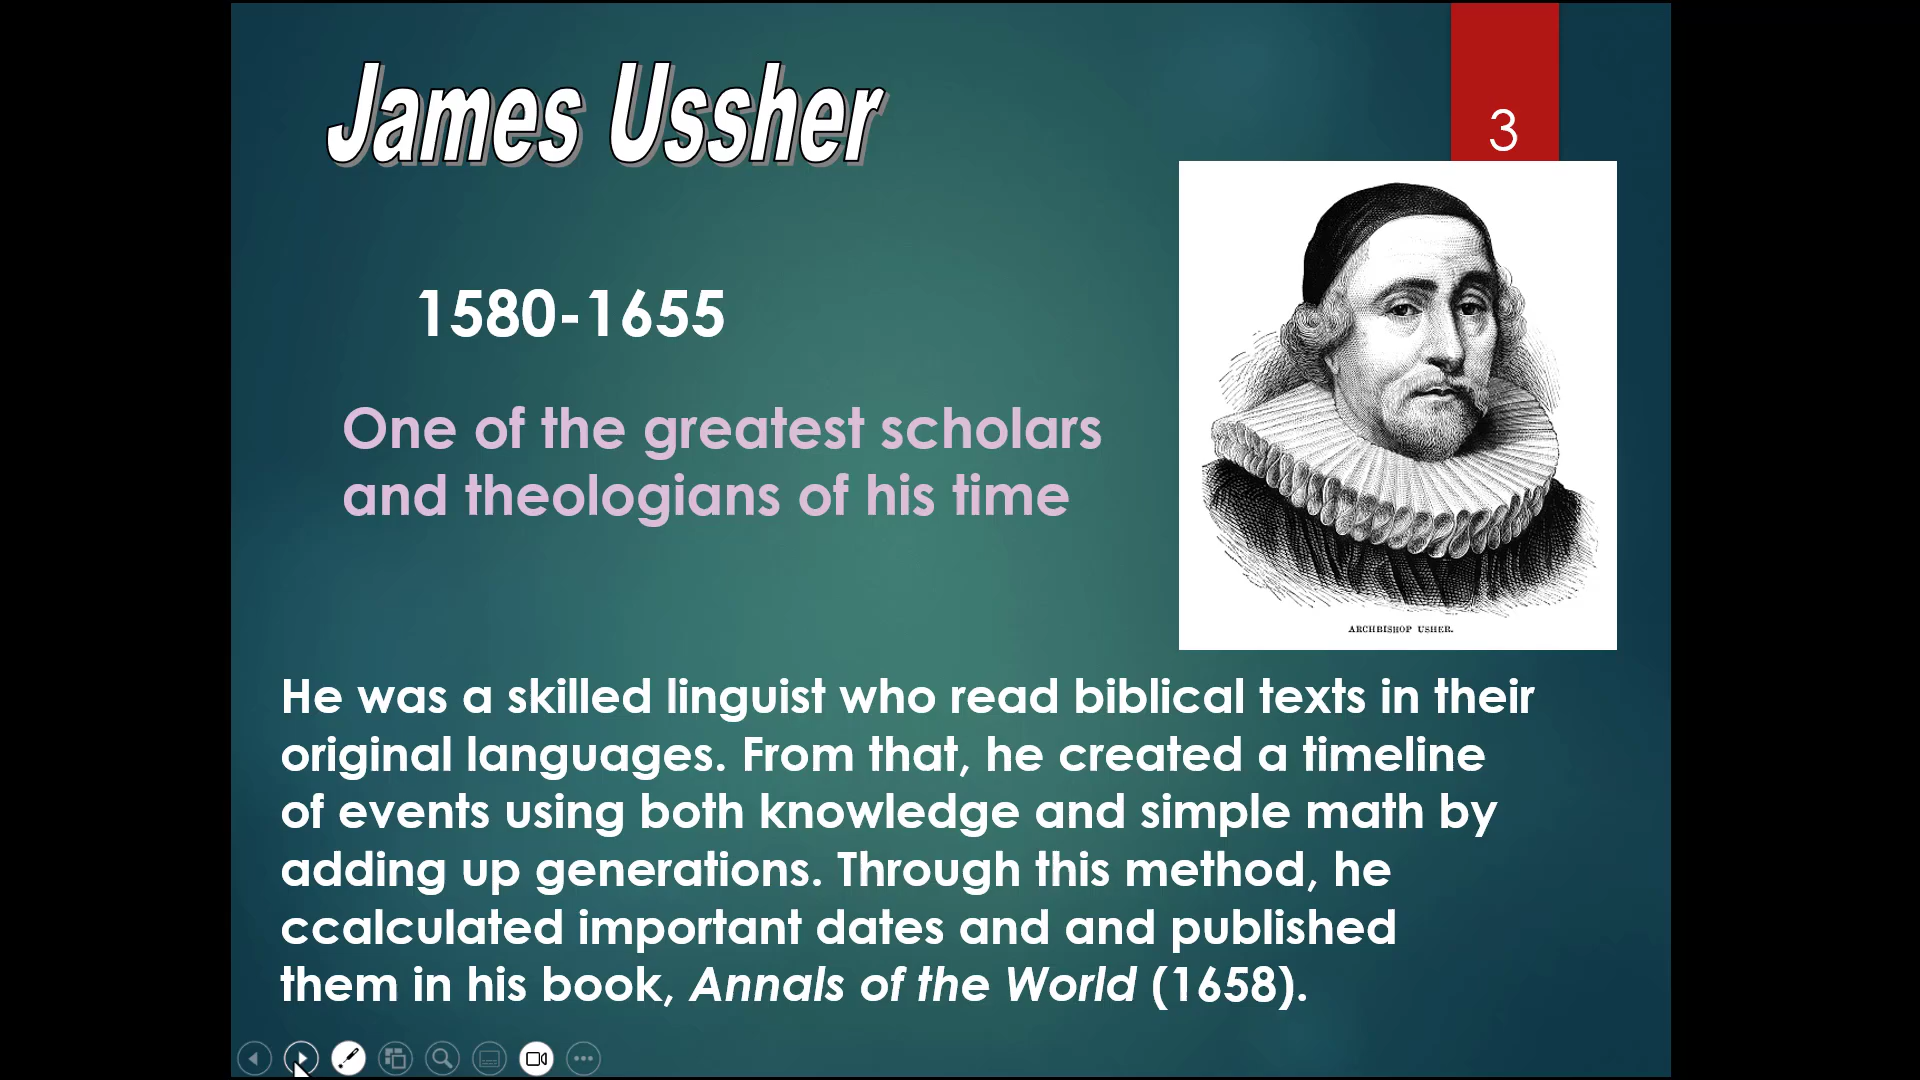 James Ussher
3
1580-1655
One of the greatest scholars
and theologians of his time
ARCHBISHOP USHER.
He was a skilled linguist who read biblical texts in their
original languages. From that, he created a timeline
of events using both knowledge and simple math by
adding up generations. Through this method, he
ccalculated important dates and and published
them in his book, Annals of the World (1658).